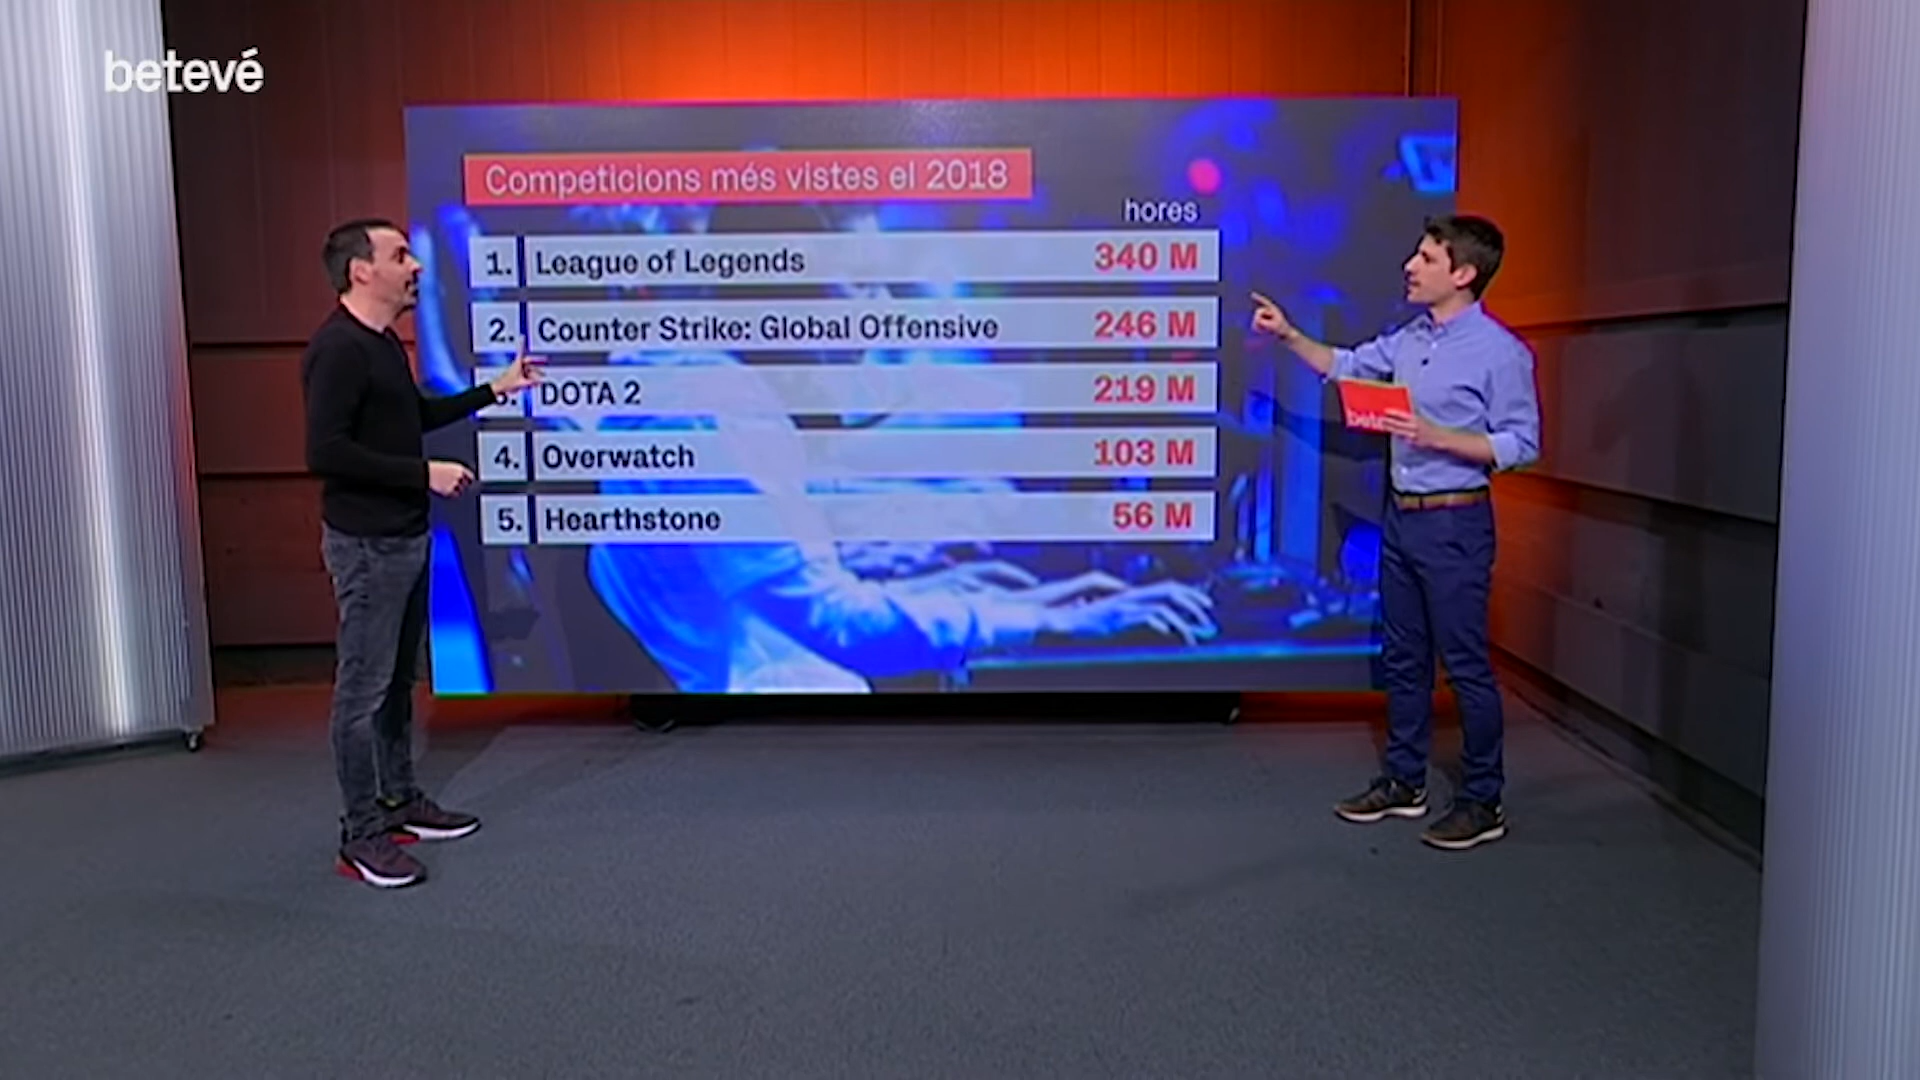 betevé
Competicions més vistes el 2018
hores
1. League of Legends 340 M
2. Counter Strike: Global Offensive 246 M
3. DOTA 2 219 M
4. Overwatch 103 M
5. Hearthstone 56 M